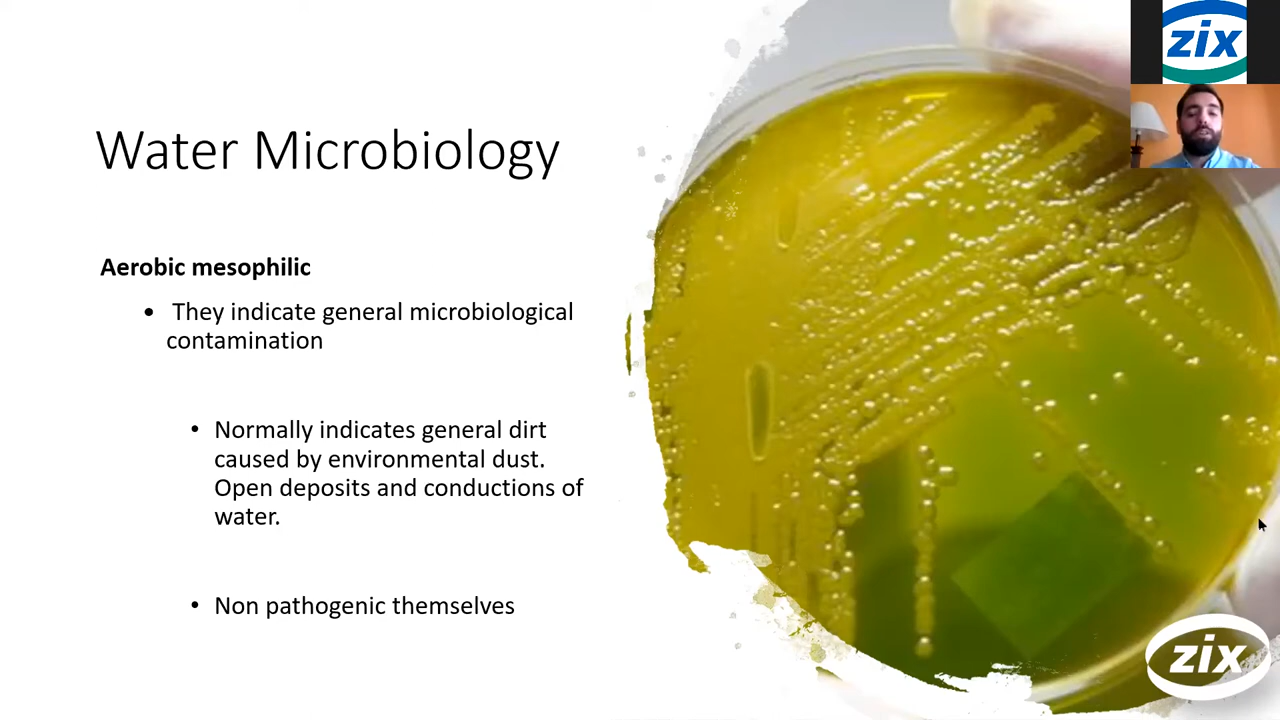 zix
Water Microbiology
Aerobic mesophilic
• They indicate general microbiological
contamination
• Normally indicates general dirt
caused by environmental dust.
Open deposits and conductions of
water.
• Non pathogenic themselves
zix